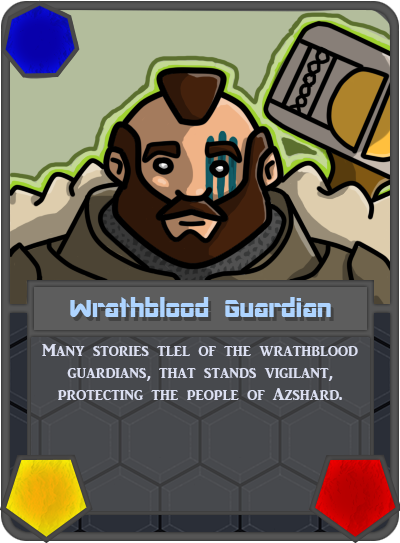 Wrathblood Guardian
Many stories tlel of the wrathblood
guardians, that stands vigilant,
protecting the people of Azshard.